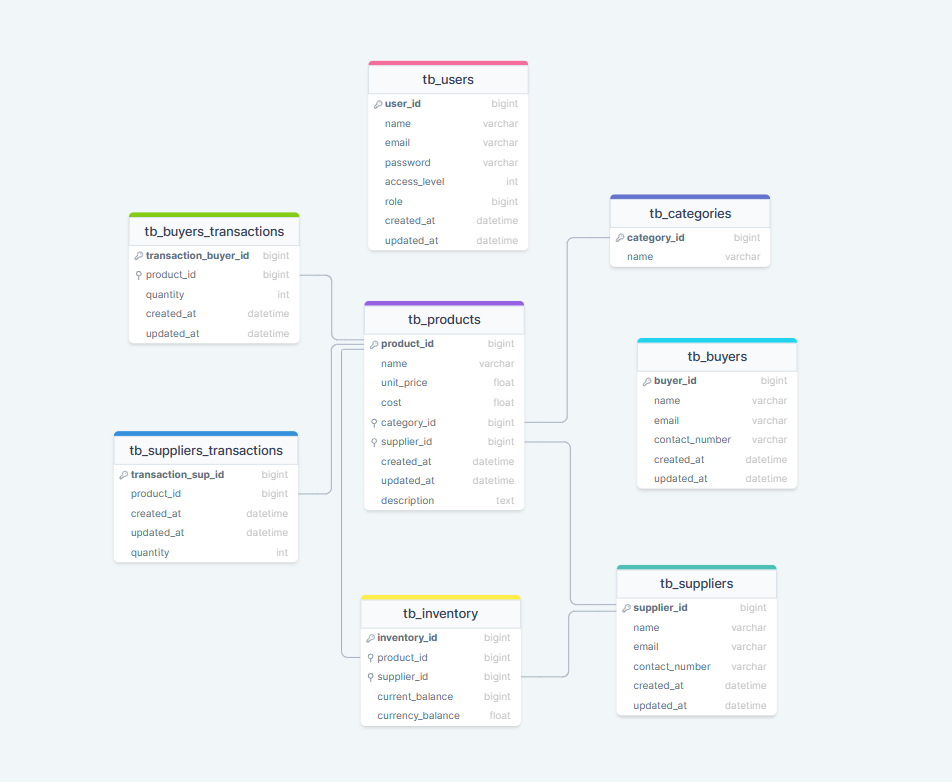 tb_users
user_id bigint
name varchar
email varchar
password varchar
access_level int
role bigint
created_at datetime
updated_at datetime
tb_categories
category_id bigint
name varchar
tb_buyers_transactions
transaction_buyer_id bigint
product_id bigint
quantity int
created_at datetime
updated_at datetime
tb_products
product_id bigint
name varchar
unit_price float
cost float
category_id bigint
supplier_id bigint
created_at datetime
updated_at datetime
description text
tb_buyers
buyer_id bigint
name varchar
email varchar
contact_number varchar
created_at datetime
updated_at datetime
tb_suppliers_transactions
transaction_sup_id bigint
product_id bigint
created_at datetime
updated_at datetime
quantity int
tb_inventory
inventory_id bigint
product_id bigint
supplier_id bigint
current_balance bigint
currency_balance float
tb_suppliers
supplier_id bigint
name varchar
email varchar
contact_number varchar
created_at datetime
updated_at datetime